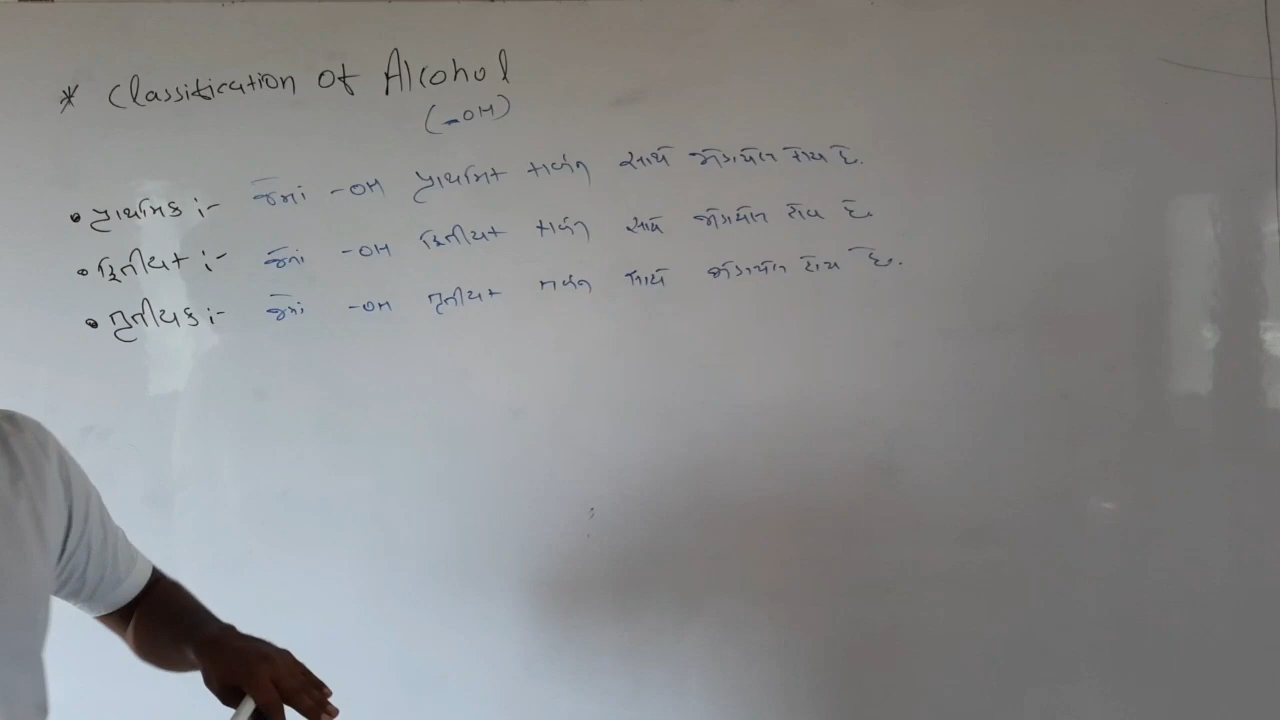 * Classification of Alcohol
(-OH)
• પ્રાથમિક :- જેમાં -OH પ્રાથમિક કાર્બન સાથે જોડાયેલ હોય છે.
• દ્વિતીયક :- જેમાં -OH દ્વિતીયક કાર્બન સાથે જોડાયેલ હોય છે.
• તૃતીયક :- જેમાં -OH તૃતીયક કાર્બન સાથે જોડાયેલ હોય છે.